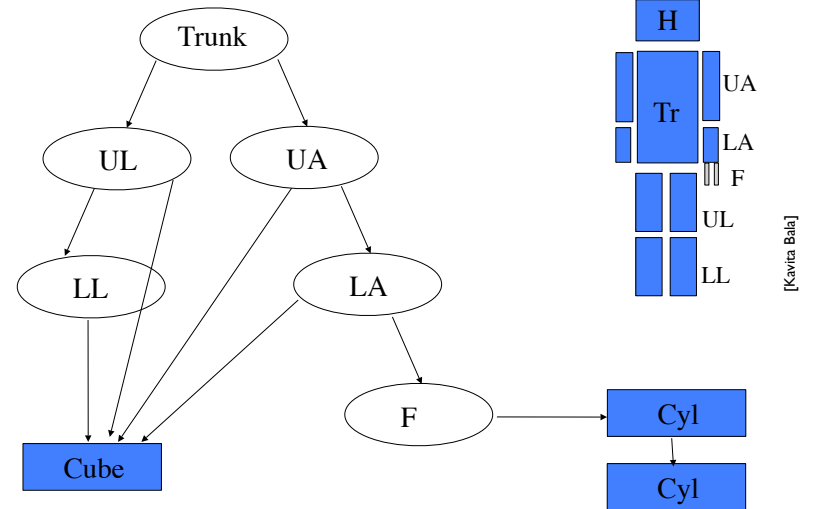 Trunk
UL
UA
LL
LA
F
Cube
Cyl
Cyl
H
Tr
UA
LA
F
UL
LL
[Kavita Bala]